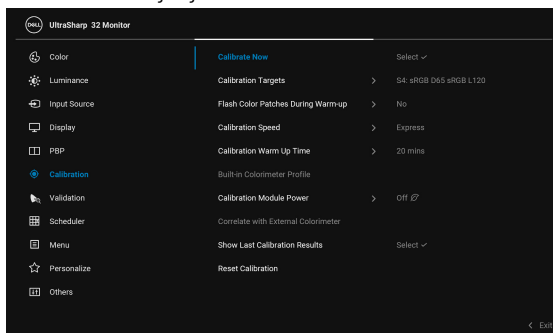 DELL UltraSharp 32 Monitor
Color Calibrate Now Select
Luminance Calibration Targets > S4: sRGB D65 sRGB L120
Input Source Flash Color Patches During Warm-up > No
Display Calibration Speed > Express
PBP Calibration Warm Up Time > 20 mins
Calibration Built-in Colorimeter Profile
Validation Calibration Module Power > Off
Scheduler Correlate with External Colorimeter
Menu Show Last Calibration Results Select
Personalize Reset Calibration
Others
< Exit